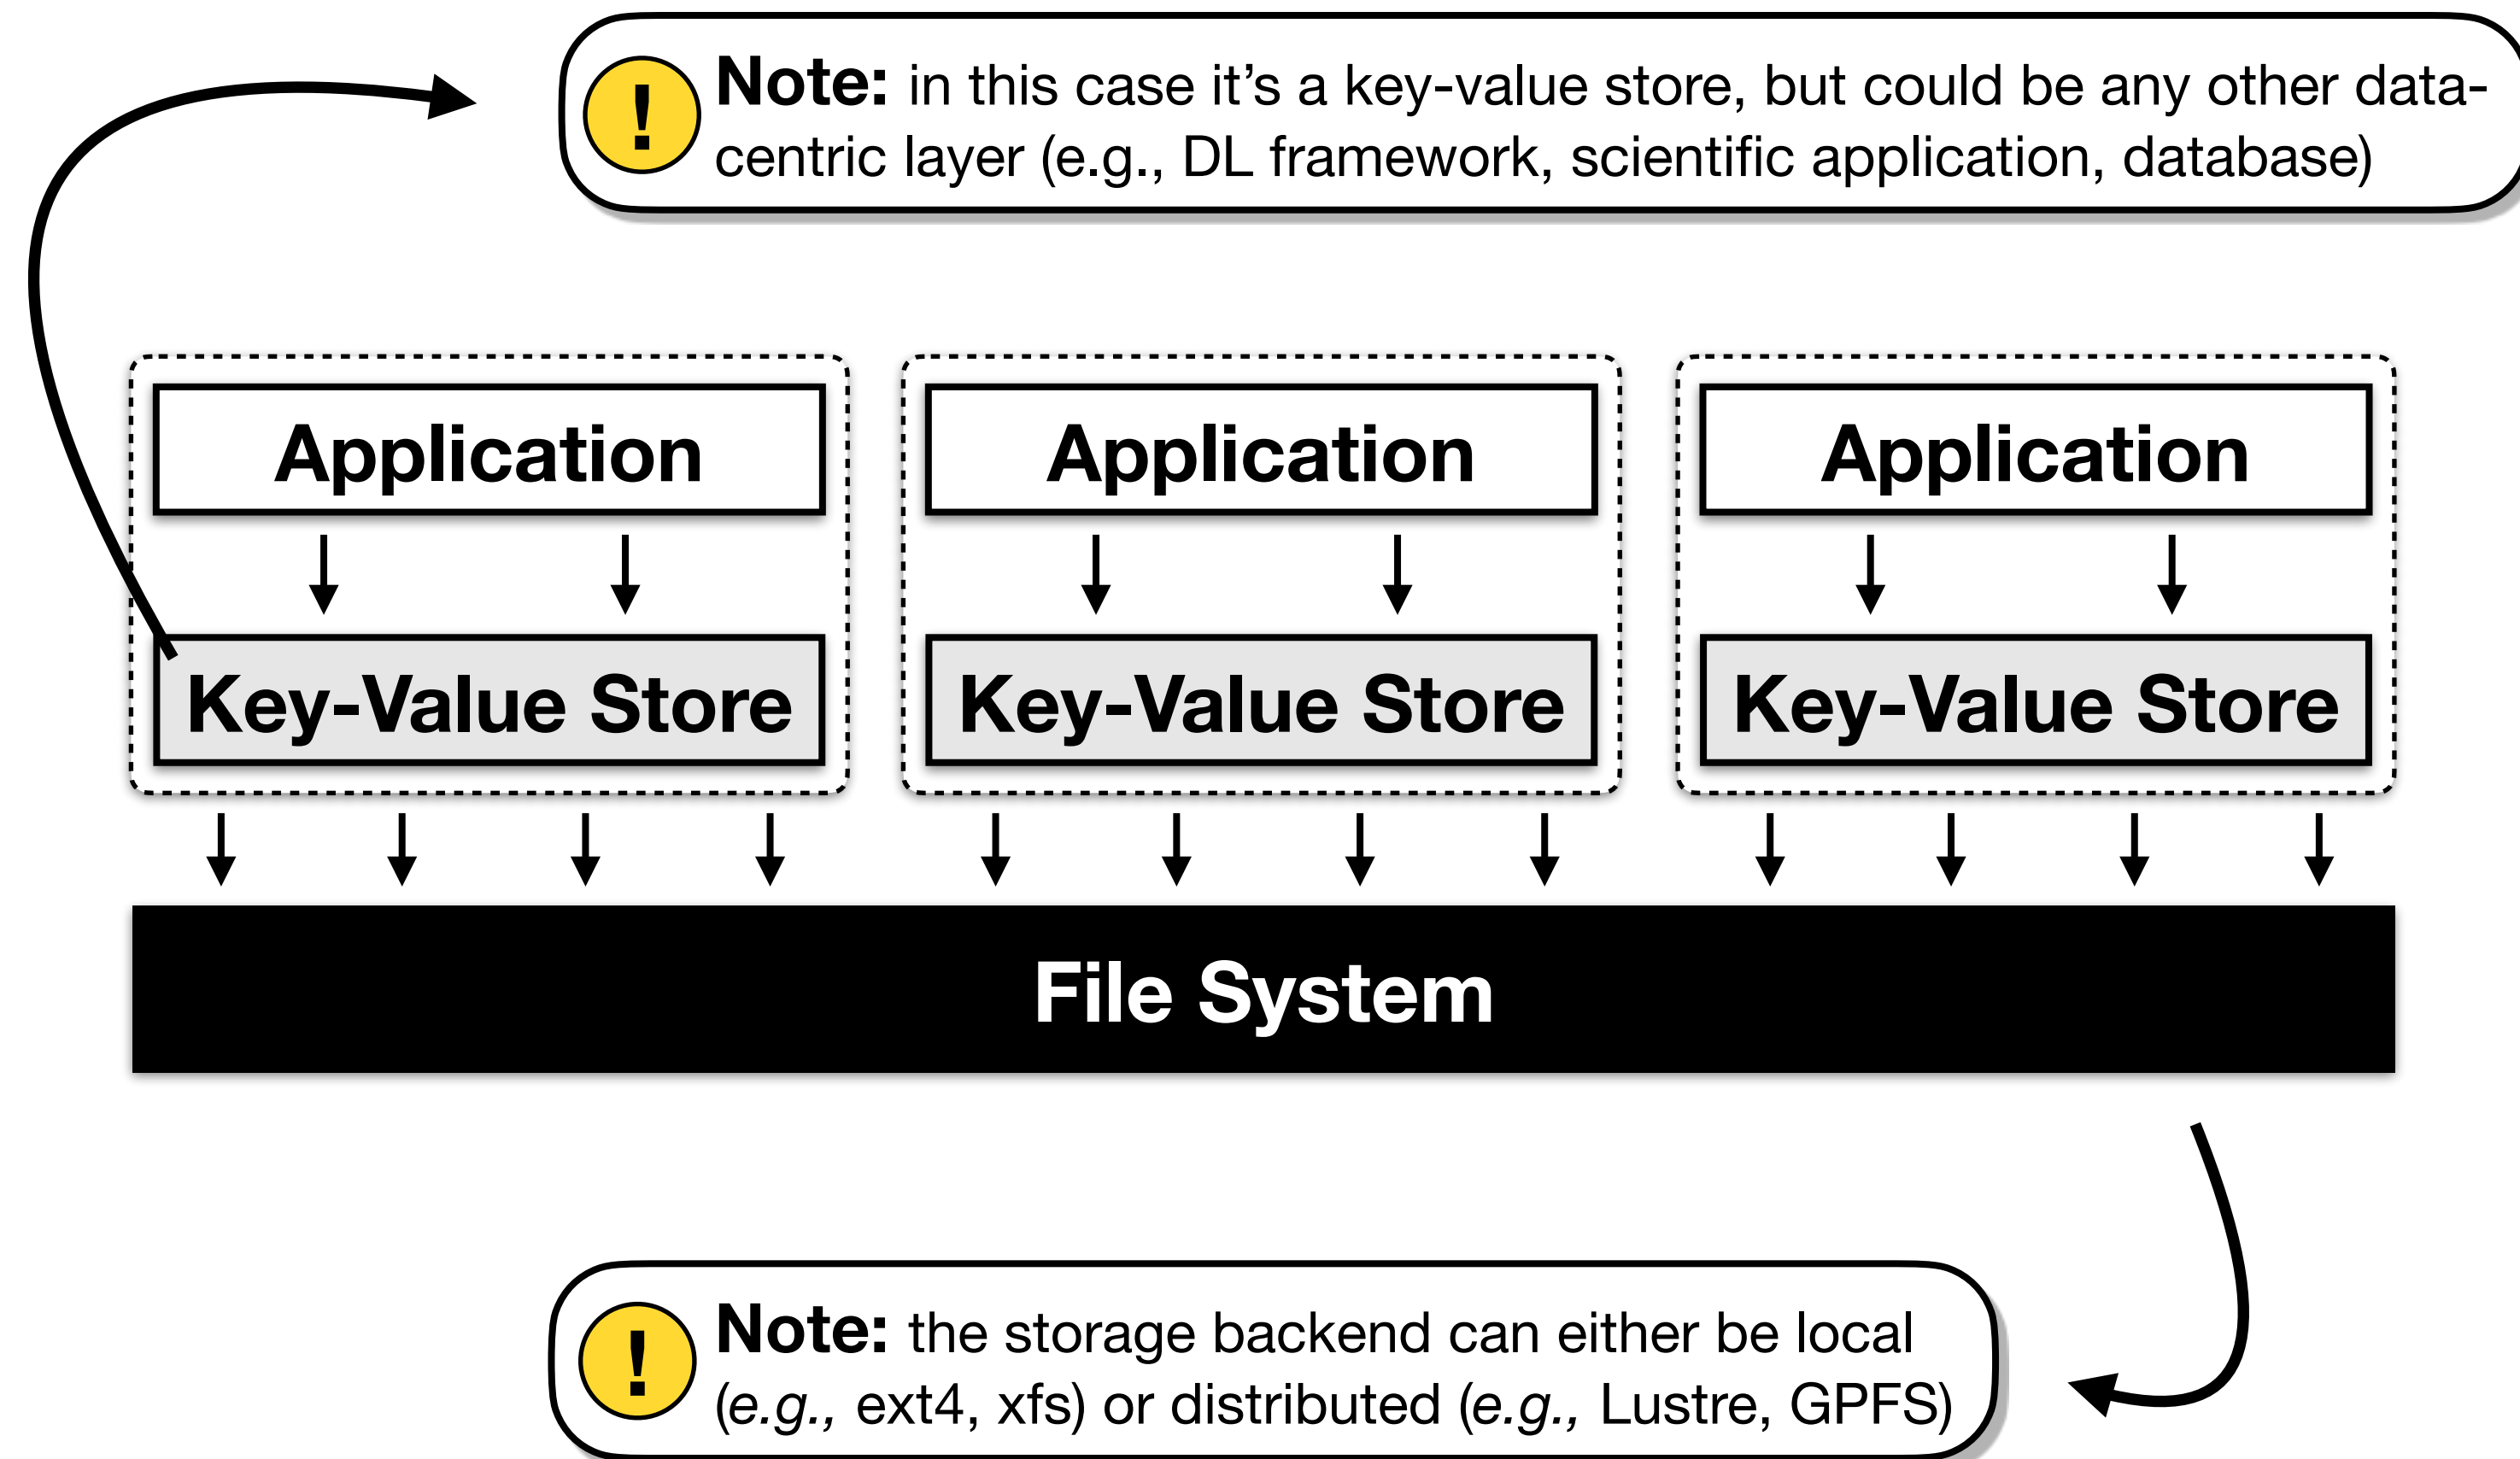 ! Note: in this case it’s a key-value store, but could be any other data-
centric layer (e.g., DL framework, scientific application, database)
Application Application Application
Key-Value Store Key-Value Store Key-Value Store
File System
! Note: the storage backend can either be local
(e.g., ext4, xfs) or distributed (e.g., Lustre, GPFS)